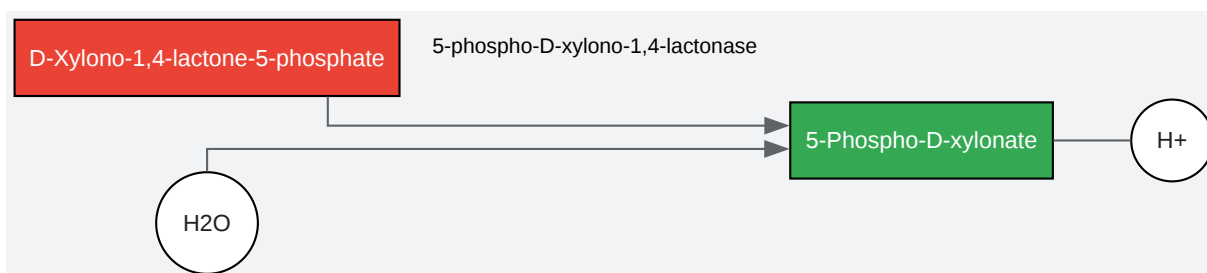 D-Xylono-1,4-lactone-5-phosphate
5-phospho-D-xylono-1,4-lactonase
5-Phospho-D-xylonate
H+
H2O